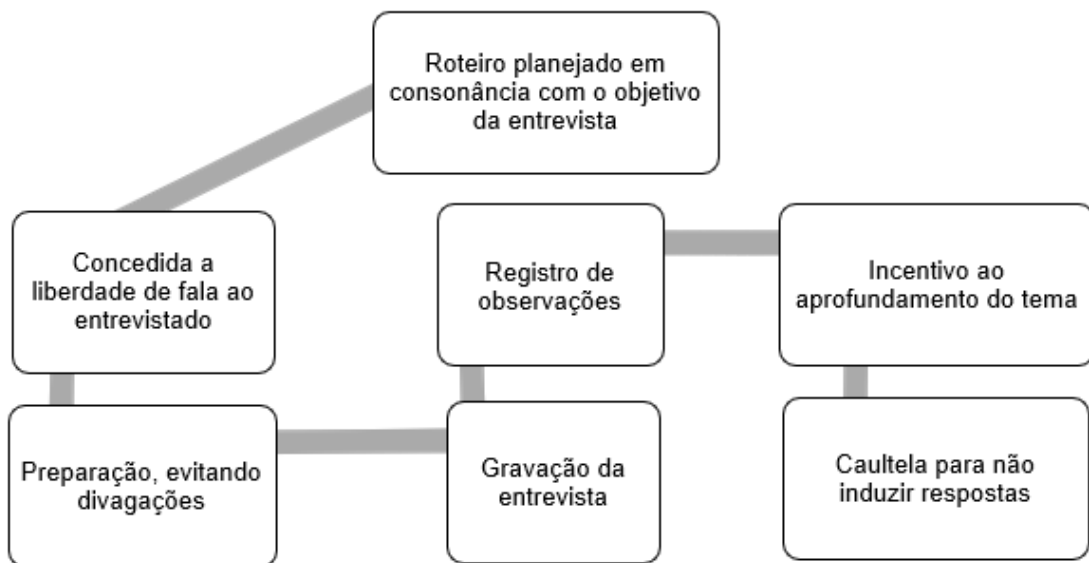 Roteiro planejado em
consonância com o objetivo
da entrevista
Concedida a
liberdade de fala ao
entrevistado
Preparação, evitando
divagações
Gravação da
entrevista
Registro de
observações
Incentivo ao
aprofundamento do tema
Caultela para não
induzir respostas